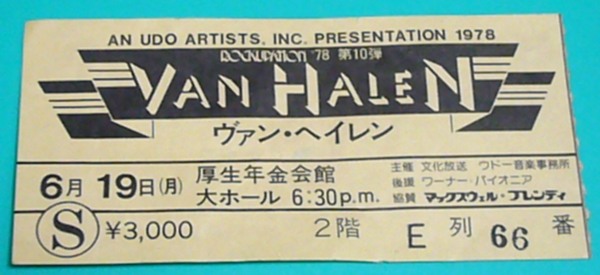 AN UDO ARTISTS, INC. PRESENTATION 1978
ROCKUPATION '78 第10弾
VAN HALEN
ヴァン・ヘイレン
6月 19日(月) 厚生年金会館
大ホール 6:30p.m.
主催 文化放送 ウドー音楽事務所
後援 ワーナー・パイオニア
協賛 マックスウェル・ブレンディ
S ¥3,000 2階 E 列 66 番